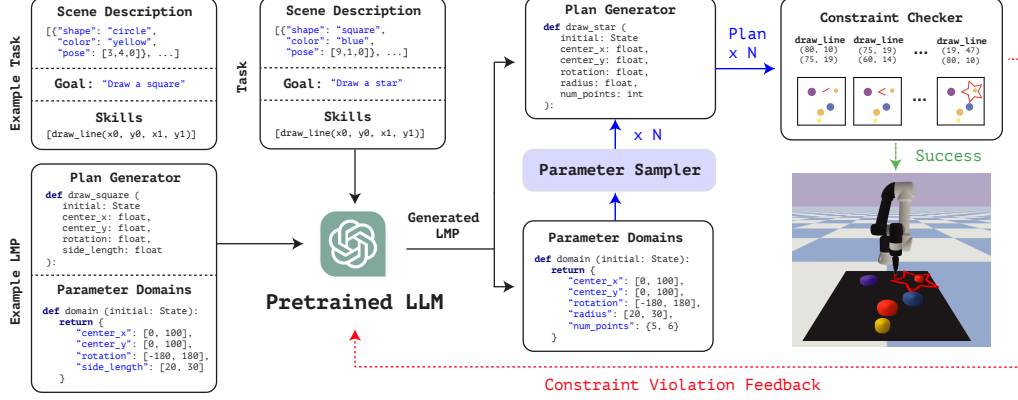 Example Task
Scene Description
[{"shape": "circle",
"color": "yellow",
"pose": [3,4,0]}, ...]
Goal: "Draw a square"
Skills
[draw_line(x0, y0, x1, y1)]
Task
Scene Description
[{"shape": "square",
"color": "blue",
"pose": [9,1,0]}, ...]
Goal: "Draw a star"
Skills
[draw_line(x0, y0, x1, y1)]
Example LMP
Plan Generator
def draw_square (
initial: State
center_x: float,
center_y: float,
rotation: float,
side_length: float
):
Parameter Domains
def domain (initial: State):
return {
"center_x": [0, 100],
"center_y": [0, 100],
"rotation": [-180, 180],
"side_length": [20, 30]
}
Pretrained LLM
Generated
LMP
Plan Generator
def draw_star (
initial: State
center_x: float,
center_y: float,
rotation: float,
radius: float,
num_points: int
):
x N
Parameter Sampler
Parameter Domains
def domain (initial: State):
return {
"center_x": [0, 100],
"center_y": [0, 100],
"rotation": [-180, 180],
"radius": [20, 30],
"num_points": {5, 6}
}
Plan
x N
Constraint Checker
draw_line draw_line ... draw_line
(80, 10) (75, 19) (19, 47)
(75, 19) (60, 14) (80, 10)
...
Success
Constraint Violation Feedback